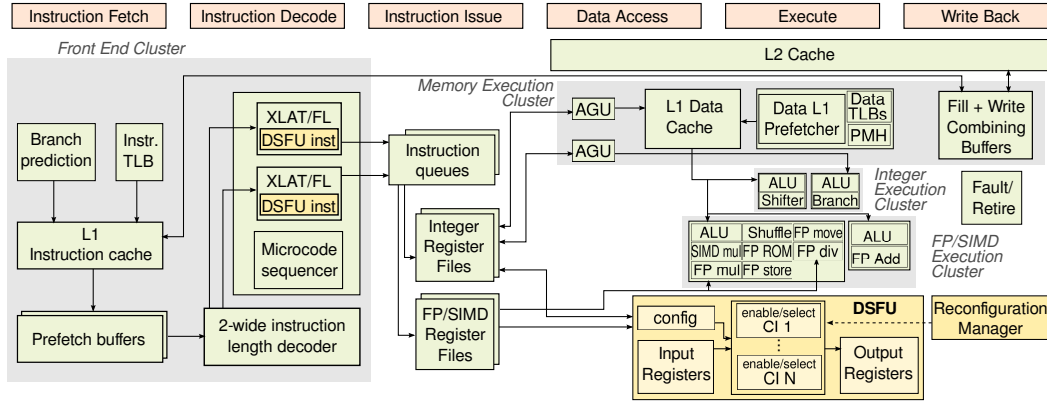 Instruction Fetch
Instruction Decode
Instruction Issue
Data Access
Execute
Write Back
Front End Cluster
L2 Cache
Memory Execution
Cluster
AGU
L1 Data
Cache
Data L1
Prefetcher
Data
TLBs
PMH
Fill + Write
Combining
Buffers
Branch
prediction
Instr.
TLB
XLAT/FL
DSFU inst
XLAT/FL
DSFU inst
Microcode
sequencer
Instruction
queues
AGU
ALU
Shifter
ALU
Branch
Integer
Execution
Cluster
Fault/
Retire
L1
Instruction cache
Integer
Register
Files
ALU
Shuffle
FP move
SIMD mul
FP ROM
FP div
FP mul
FP store
ALU
FP Add
FP/SIMD
Execution
Cluster
Prefetch buffers
2-wide instruction
length decoder
FP/SIMD
Register
Files
config
Input
Registers
enable/select
CI 1
enable/select
CI N
DSFU
Output
Registers
Reconfiguration
Manager